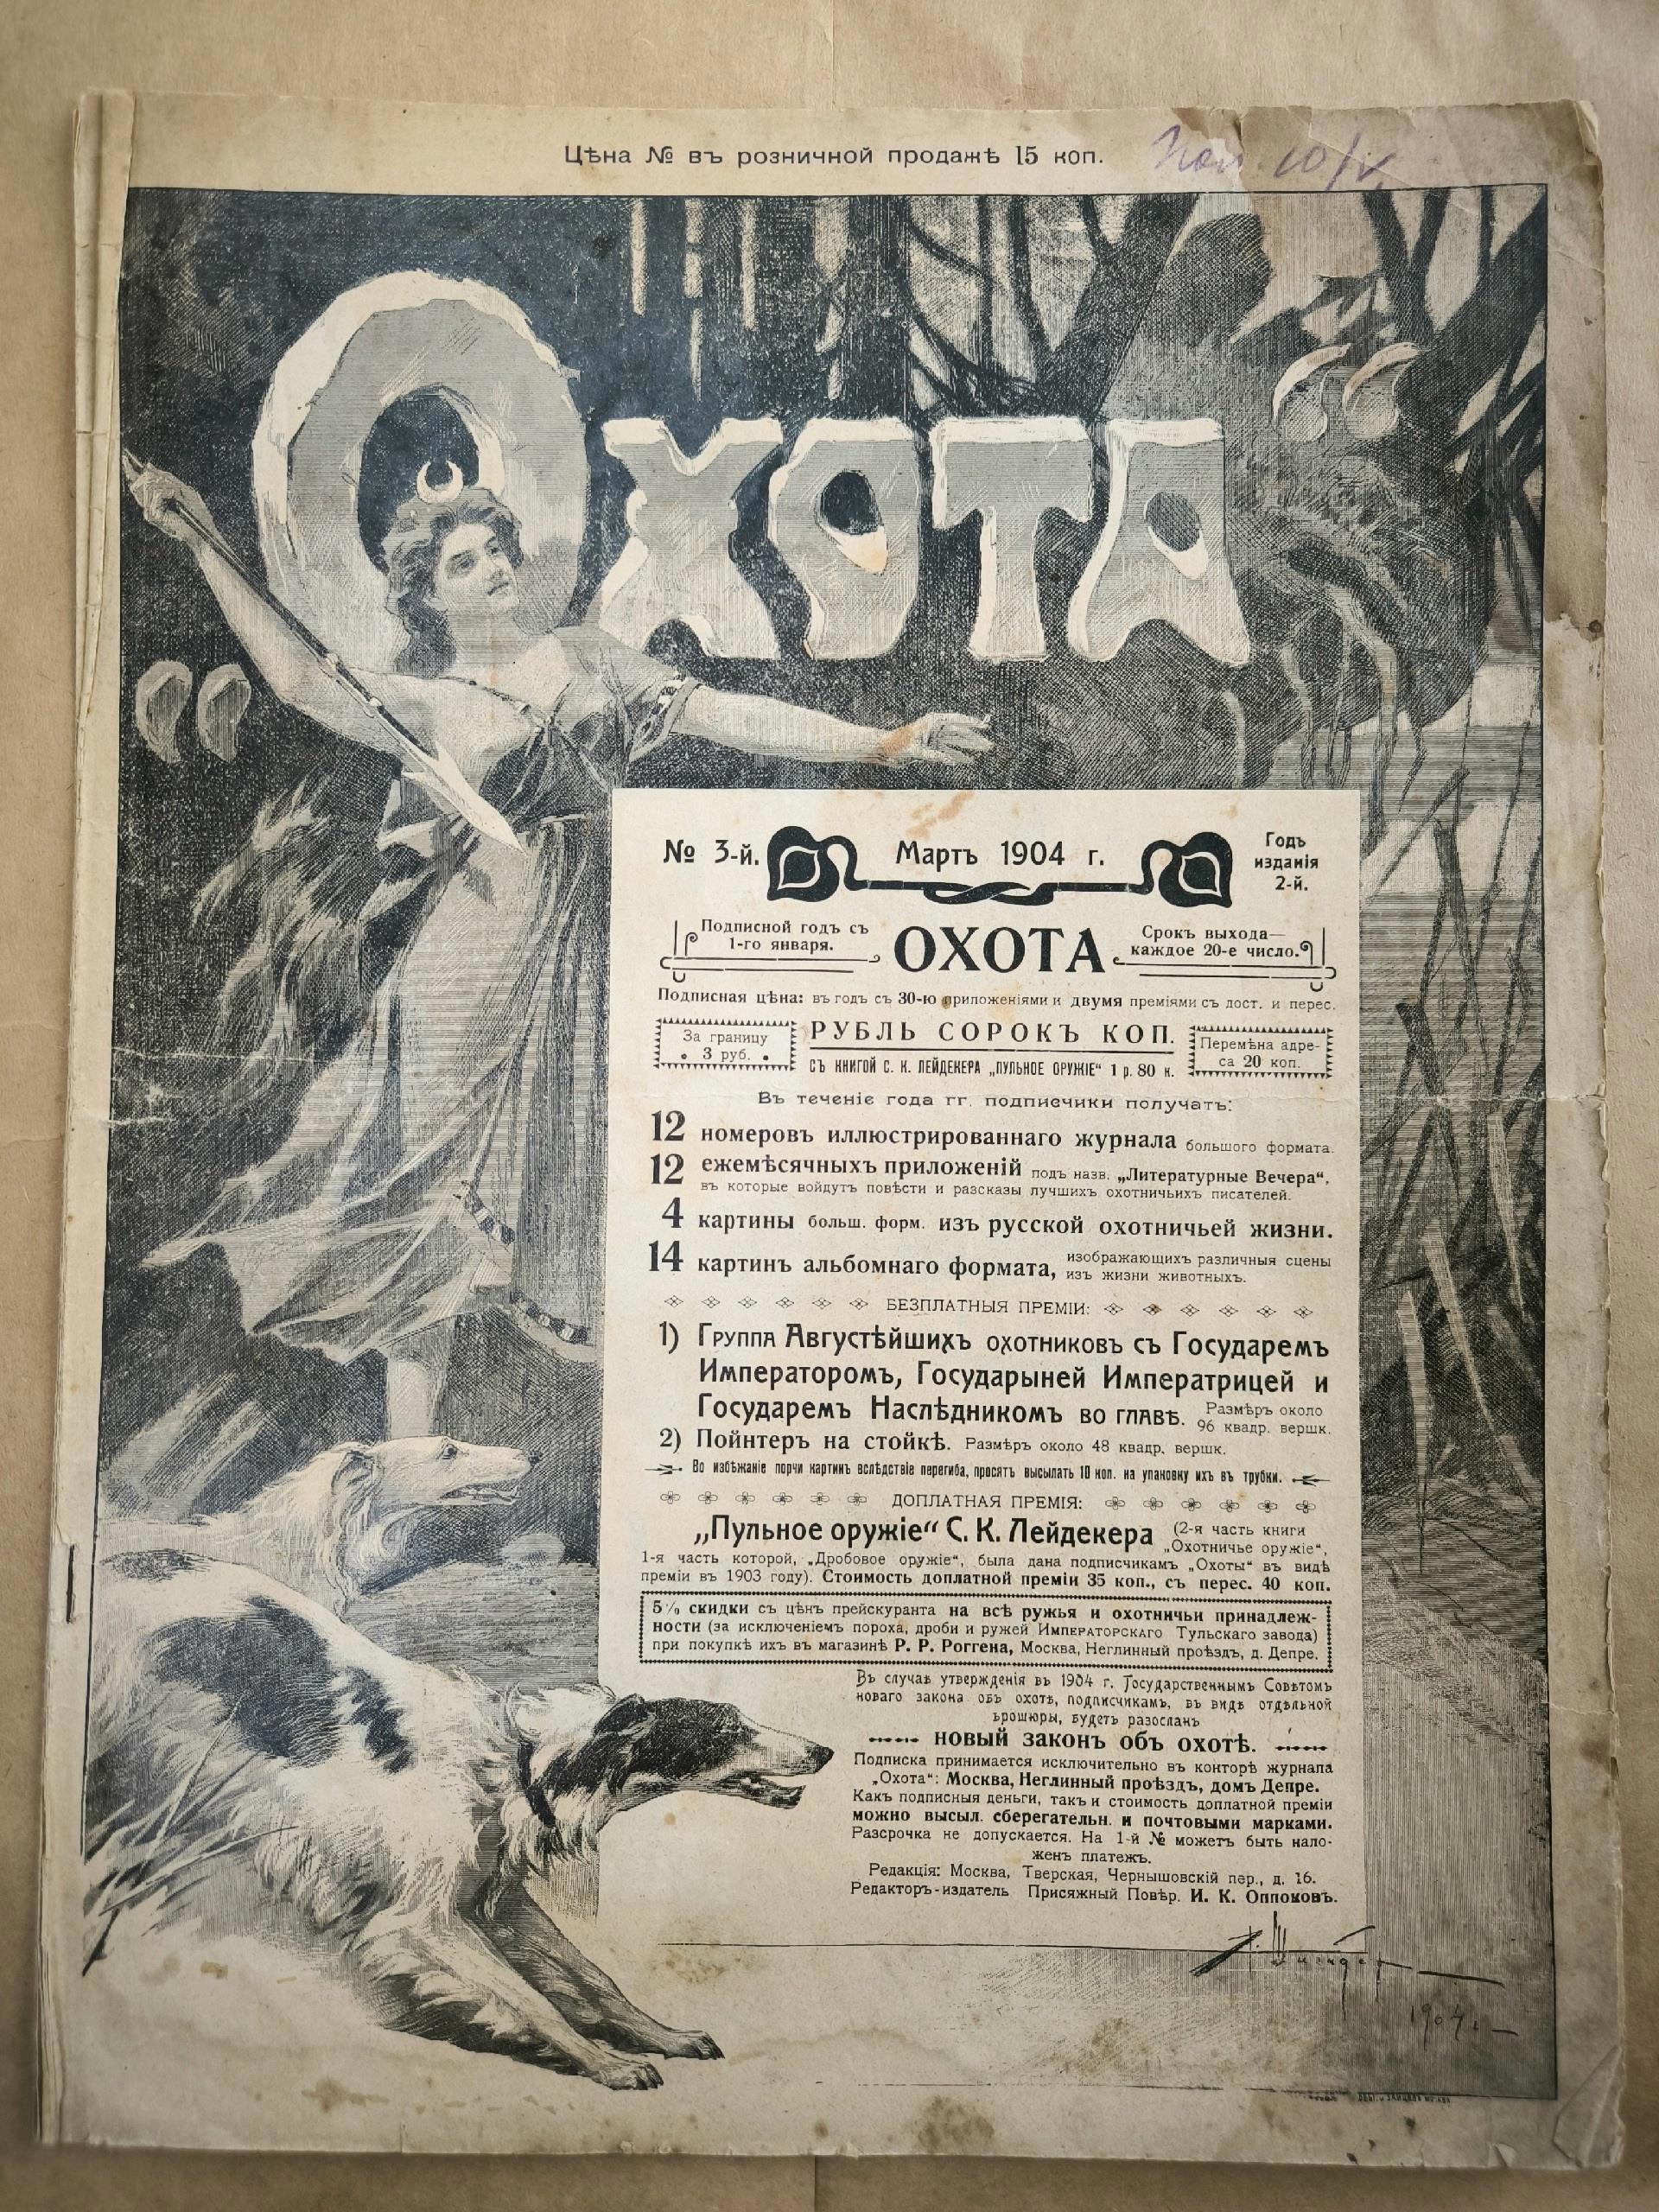 Цѣна № въ розничной продажѣ 15 коп.
„Охота“
№ 3-й.
Мартъ 1904 г.
Годъ
изданія
2-й.
Подписной годъ съ
1-го января.
ОХОТА
Срокъ выхода—
каждое 20-е число.
Подписная цѣна: въ годъ съ 30-ю приложеніями и двумя преміями съ дост. и перес.
За границу
3 руб.
РУБЛЬ СОРОКЪ КОП.
СЪ КНИГОЙ С. К. ЛЕЙДЕКЕРА „ПУЛЬНОЕ ОРУЖІЕ“ 1 р. 80 к.
Перемѣна адре-
са 20 коп.
Въ теченіе года гг. подписчики получатъ:
12 номеровъ иллюстрированнаго журнала большого формата.
12 ежемѣсячныхъ приложеній подъ назв. „Литературные Вечера“,
въ которые войдутъ повѣсти и разсказы лучшихъ охотничьихъ писателей.
4 картины больш. форм. изъ русской охотничьей жизни.
14 картинъ альбомнаго формата, изображающихъ различныя сцены
изъ жизни животныхъ.
БЕЗПЛАТНЫЯ ПРЕМІИ:
1) Группа Августѣйшихъ охотниковъ съ Государемъ
Императоромъ, Государыней Императрицей и
Государемъ Наслѣдникомъ во главѣ. Размѣръ около
96 квадр. вершк.
2) Пойнтеръ на стойкѣ. Размѣръ около 48 квадр. вершк.
Во избѣжаніе порчи картинъ вслѣдствіе перегиба, просятъ высылать 10 коп. на упаковку ихъ въ трубки.
ДОПЛАТНАЯ ПРЕМІЯ:
„Пульное оружіе“ С. К. Лейдекера (2-я часть книги
„Охотничье оружіе“,
1-я часть которой, „Дробовое оружіе“, была дана подписчикамъ „Охоты“ въ видѣ
преміи въ 1903 году). Стоимость доплатной преміи 35 коп., съ перес. 40 коп.
5% скидки съ цѣнъ прейскуранта на всѣ ружья и охотничьи принадлеж-
ности (за исключеніемъ пороха, дроби и ружей Императорскаго Тульскаго завода)
при покупкѣ ихъ въ магазинѣ Р. Р. Роггена, Москва, Неглинный проѣздъ, д. Депре.
Въ случаѣ утвержденія въ 1904 г. Государственнымъ Совѣтомъ
новаго закона объ охотѣ, подписчикамъ, въ видѣ отдѣльной
брошюры, будетъ разосланъ
НОВЫЙ ЗАКОНЪ ОБЪ ОХОТѢ.
Подписка принимается исключительно въ конторѣ журнала
„Охота“: Москва, Неглинный проѣздъ, домъ Депре.
Какъ подписныя деньги, такъ и стоимость доплатной преміи
можно высыл. сберегательн. и почтовыми марками.
Разсрочка не допускается. На 1-й № можетъ быть нало-
женъ платежъ.
Редакція: Москва, Тверская, Чернышовскій пер., д. 16.
Редакторъ-издатель Присяжный Повѣр. И. К. Оппоковъ.
1904 г.